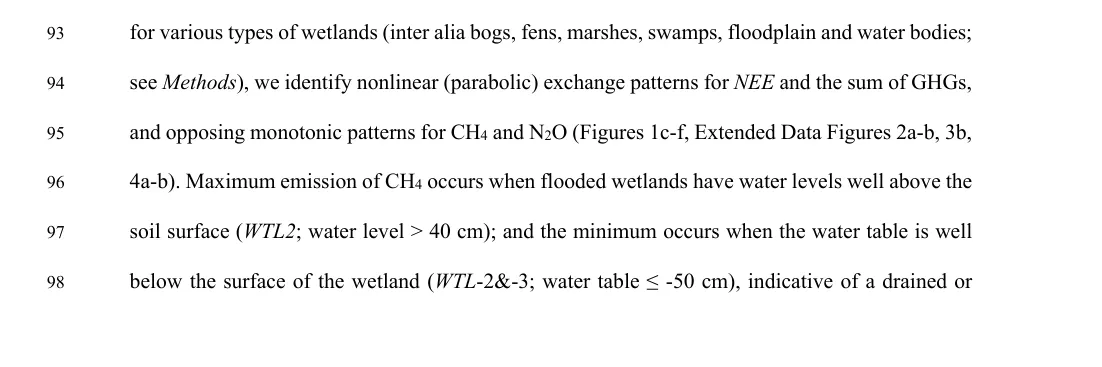 93 for various types of wetlands (inter alia bogs, fens, marshes, swamps, floodplain and water bodies;
94 see Methods), we identify nonlinear (parabolic) exchange patterns for NEE and the sum of GHGs,
95 and opposing monotonic patterns for CH4 and N2O (Figures 1c-f, Extended Data Figures 2a-b, 3b,
96 4a-b). Maximum emission of CH4 occurs when flooded wetlands have water levels well above the
97 soil surface (WTL2; water level > 40 cm); and the minimum occurs when the water table is well
98 below the surface of the wetland (WTL-2&-3; water table ≤ -50 cm), indicative of a drained or